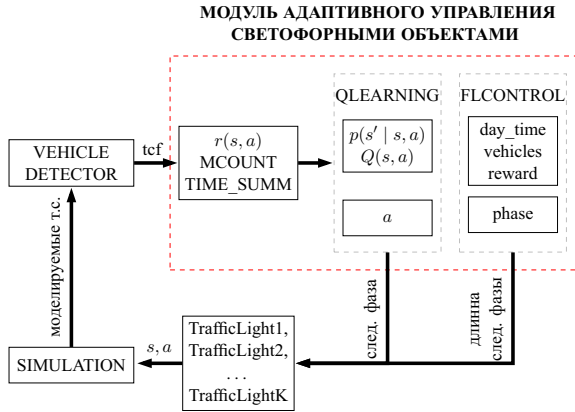 МОДУЛЬ АДАПТИВНОГО УПРАВЛЕНИЯ
СВЕТОФОРНЫМИ ОБЪЕКТАМИ
QLEARNING
FLCONTROL
VEHICLE
DETECTOR
tcf
r(s, a)
MCOUNT
TIME_SUMM
p(s′ | s, a)
Q(s, a)
day_time
vehicles
reward
a
phase
моделируемые т.с.
след. фаза
длинна
след. фазы
SIMULATION
s, a
TrafficLight1,
TrafficLight2,
. . .
TrafficLightK